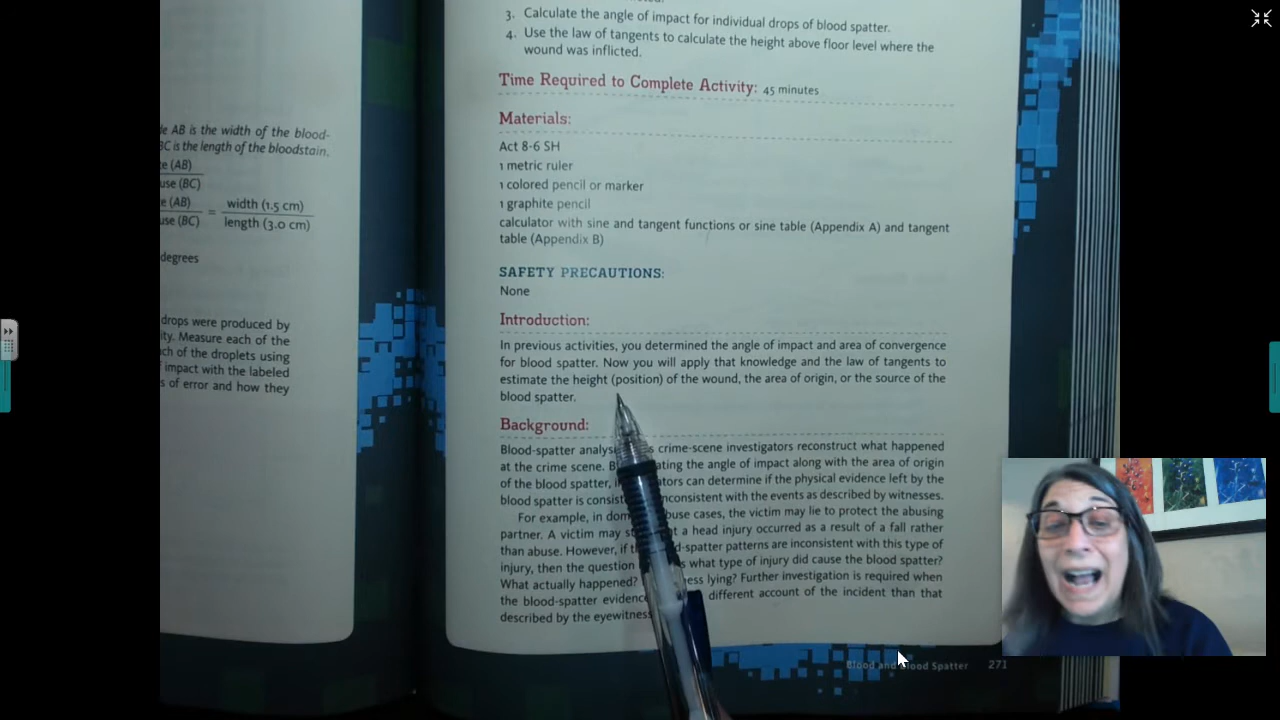 de AB is the width of the blood-
BC is the length of the bloodstain.
e (AB)
use (BC)
e (AB)
use (BC)
= width (1.5 cm)
length (3.0 cm)
degrees
drops were produced by
ity. Measure each of the
ach of the droplets using
impact with the labeled
s of error and how they
3. Calculate the angle of impact for individual drops of blood spatter.
4. Use the law of tangents to calculate the height above floor level where the
wound was inflicted.
Time Required to Complete Activity: 45 minutes
Materials:
Act 8-6 SH
1 metric ruler
1 colored pencil or marker
1 graphite pencil
calculator with sine and tangent functions or sine table (Appendix A) and tangent
table (Appendix B)
SAFETY PRECAUTIONS:
None
Introduction:
In previous activities, you determined the angle of impact and area of convergence
for blood spatter. Now you will apply that knowledge and the law of tangents to
estimate the height (position) of the wound, the area of origin, or the source of the
blood spatter.
Background:
Blood-spatter analysi s crime-scene investigators reconstruct what happened
at the crime scene. B ating the angle of impact along with the area of origin
of the blood spatter, i ators can determine if the physical evidence left by the
blood spatter is consist nconsistent with the events as described by witnesses.
For example, in dom buse cases, the victim may lie to protect the abusing
partner. A victim may st t a head injury occurred as a result of a fall rather
than abuse. However, if t d-spatter patterns are inconsistent with this type of
injury, then the question s what type of injury did cause the blood spatter?
What actually happened? ess lying? Further investigation is required when
the blood-spatter evidence different account of the incident than that
described by the eyewitness
Blood and Blood Spatter 271